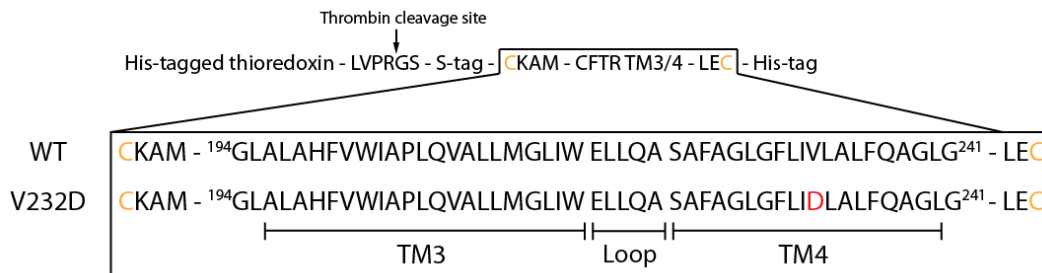 Thrombin cleavage site
His-tagged thioredoxin - LVPRGS - S-tag - CKAM - CFTR TM3/4 - LEC - His-tag
WT CKAM - ¹⁹⁴GLALAHFVWIAPLQVALLMGLIW ELLQA SAFAGLGFLIVLALFQAGLG²⁴¹ - LEC
V232D CKAM - ¹⁹⁴GLALAHFVWIAPLQVALLMGLIW ELLQA SAFAGLGFLIDLALFQAGLG²⁴¹ - LEC
TM3 Loop TM4